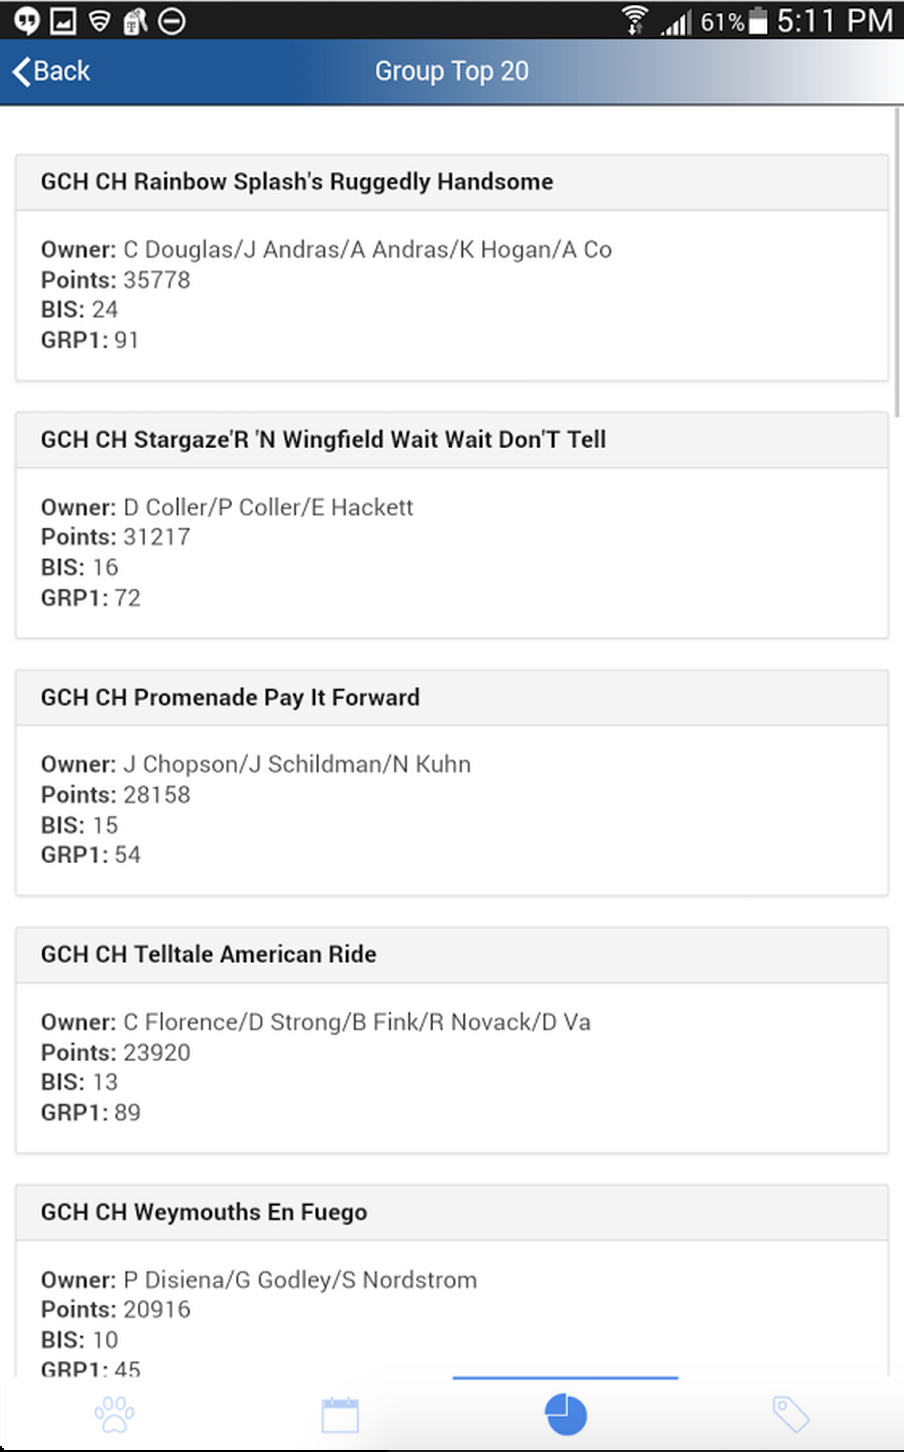 61% 5:11 PM
Back Group Top 20
GCH CH Rainbow Splash's Ruggedly Handsome
Owner: C Douglas/J Andras/A Andras/K Hogan/A Co
Points: 35778
BIS: 24
GRP1: 91
GCH CH Stargaze'R 'N Wingfield Wait Wait Don'T Tell
Owner: D Coller/P Coller/E Hackett
Points: 31217
BIS: 16
GRP1: 72
GCH CH Promenade Pay It Forward
Owner: J Chopson/J Schildman/N Kuhn
Points: 28158
BIS: 15
GRP1: 54
GCH CH Telltale American Ride
Owner: C Florence/D Strong/B Fink/R Novack/D Va
Points: 23920
BIS: 13
GRP1: 89
GCH CH Weymouths En Fuego
Owner: P Disiena/G Godley/S Nordstrom
Points: 20916
BIS: 10
GRP1: 45